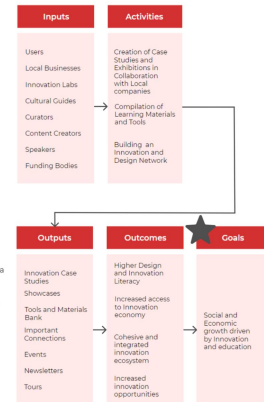 Inputs
Users
Local Businesses
Innovation Labs
Cultural Guides
Curators
Content Creators
Speakers
Funding Bodies
Activities
Creation of Case
Studies and
Exhibitions in
Collaboration
with Local
companies
Compilation of
Learning Materials
and Tools
Building an
Innovation and
Design Network
a
Outputs
Innovation Case
Studies
Showcases
Tools and Materials
Bank
Important
Connections
Events
Newsletters
Tours
Outcomes
Higher Design
and Innovation
Literacy
Increased access
to Innovation
economy
Cohesive and
integrated
innovation
ecosystem
Increased
innovation
opportunities
Goals
Social and
Economic
growth driven
by Innovation
and education